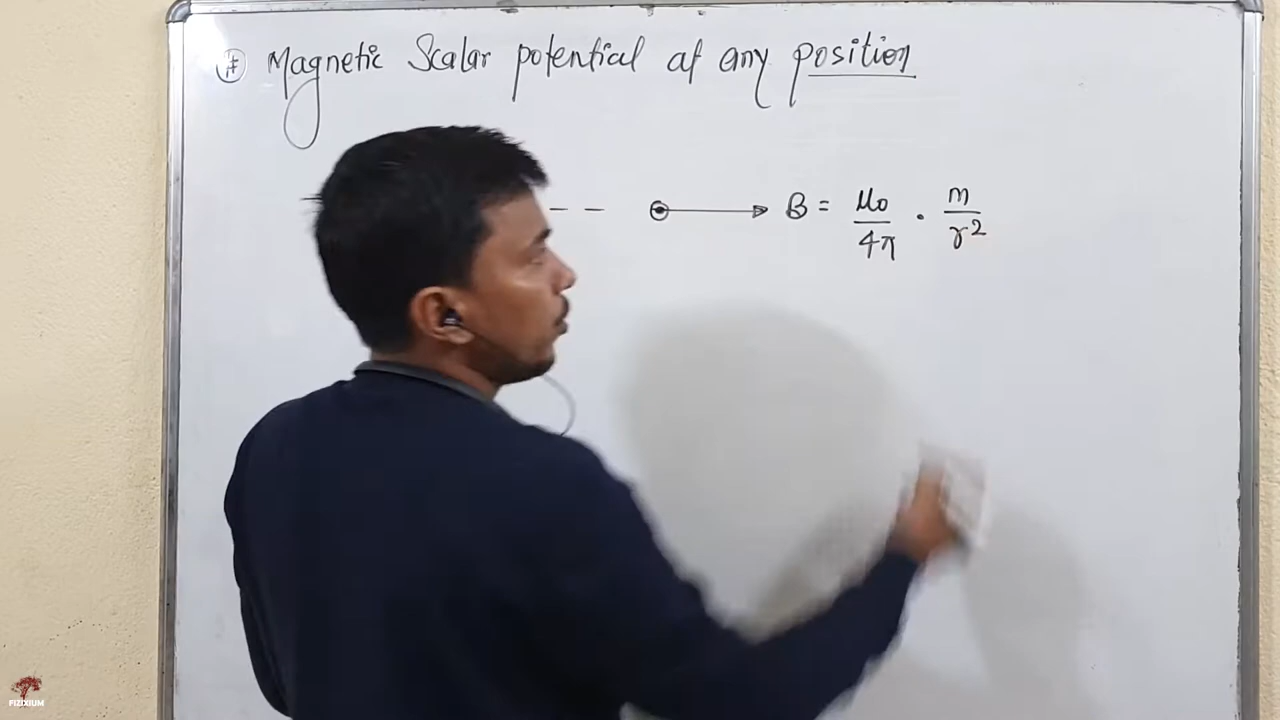 # Magnetic Scalar potential at any position
B = μ0/4π . m/r²
FIZIXIUM